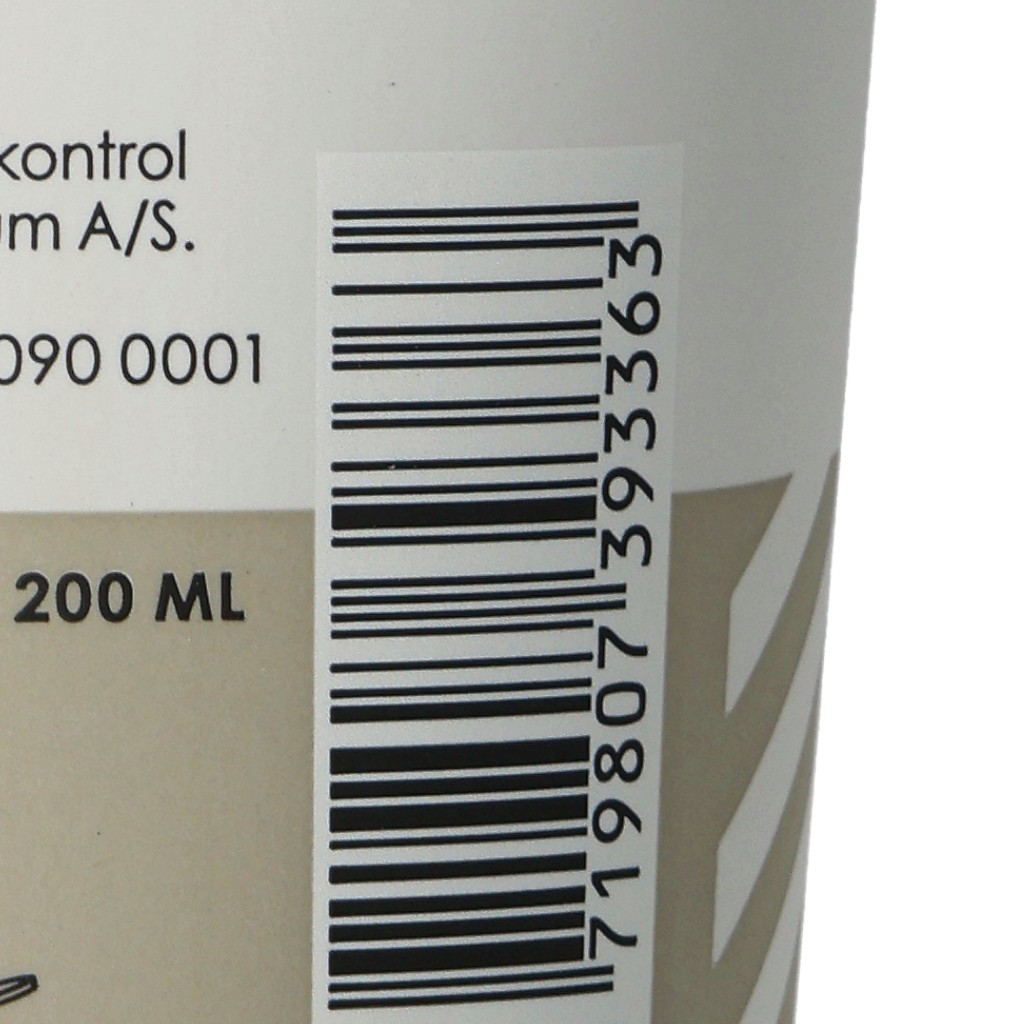 kontrol
um A/S.
090 0001
200 ML
719807 393363